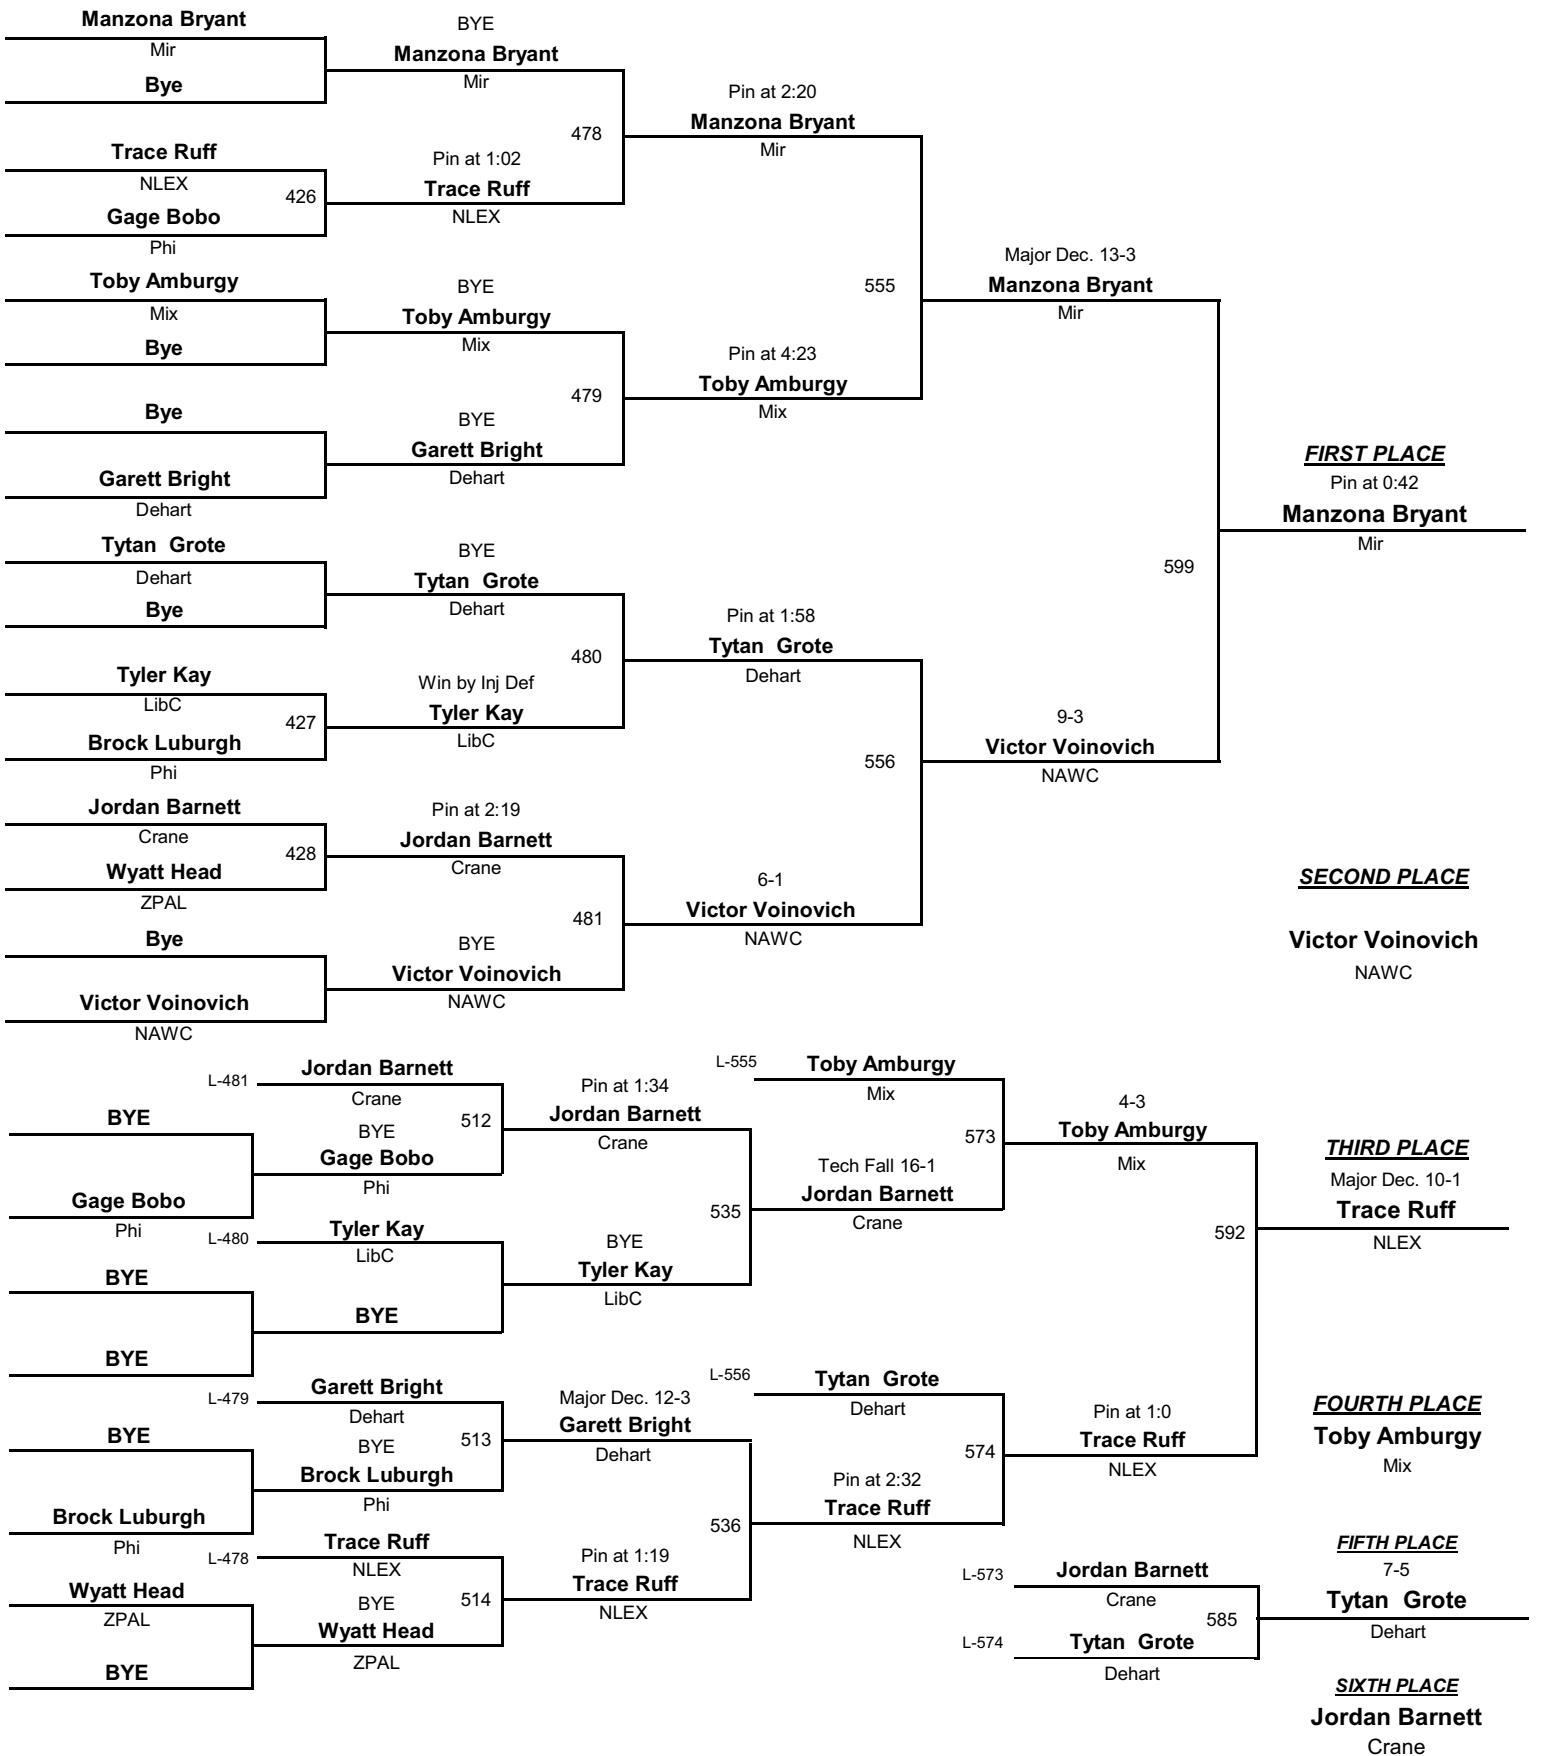 Manzona Bryant
Mir
Bye
Trace Ruff
NLEX
426
Gage Bobo
Phi
Toby Amburgy
Mix
Bye
Bye
Garett Bright
Dehart
Tytan  Grote
Dehart
Bye
Tyler Kay
LibC
427
Brock Luburgh
Phi
Jordan Barnett
Crane
428
Wyatt Head
ZPAL
Bye
Victor Voinovich
NAWC
BYE
Manzona Bryant
Mir
478
Pin at 1:02
Trace Ruff
NLEX
BYE
Toby Amburgy
Mix
479
BYE
Garett Bright
Dehart
BYE
Tytan  Grote
Dehart
480
Win by Inj Def
Tyler Kay
LibC
Pin at 2:19
Jordan Barnett
Crane
481
BYE
Victor Voinovich
NAWC
Pin at 2:20
Manzona Bryant
Mir
555
Pin at 4:23
Toby Amburgy
Mix
Pin at 1:58
Tytan  Grote
Dehart
556
6-1
Victor Voinovich
NAWC
Major Dec. 13-3
Manzona Bryant
Mir
599
9-3
Victor Voinovich
NAWC
FIRST PLACE
Pin at 0:42
Manzona Bryant
Mir
SECOND PLACE
Victor Voinovich
NAWC
BYE
Gage Bobo
Phi
BYE
BYE
BYE
Brock Luburgh
Phi
Wyatt Head
ZPAL
BYE
L-481
Jordan Barnett
Crane
512
BYE
Gage Bobo
Phi
L-480
Tyler Kay
LibC
BYE
L-479
Garett Bright
Dehart
513
BYE
Brock Luburgh
Phi
L-478
Trace Ruff
NLEX
514
BYE
Wyatt Head
ZPAL
Pin at 1:34
Jordan Barnett
Crane
535
BYE
Tyler Kay
LibC
Major Dec. 12-3
Garett Bright
Dehart
536
Pin at 1:19
Trace Ruff
NLEX
L-555
Toby Amburgy
Mix
573
Tech Fall 16-1
Jordan Barnett
Crane
L-556
Tytan  Grote
Dehart
574
Pin at 2:32
Trace Ruff
NLEX
4-3
Toby Amburgy
Mix
592
Pin at 1:0
Trace Ruff
NLEX
L-573
Jordan Barnett
Crane
585
L-574
Tytan  Grote
Dehart
THIRD PLACE
Major Dec. 10-1
Trace Ruff
NLEX
FOURTH PLACE
Toby Amburgy
Mix
FIFTH PLACE
7-5
Tytan  Grote
Dehart
SIXTH PLACE
Jordan Barnett
Crane